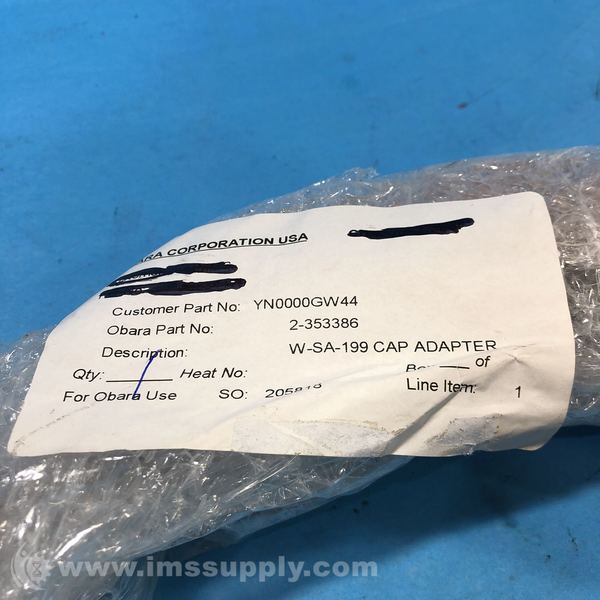 ARA CORPORATION USA
Customer Part No: YN0000GW44
Obara Part No: 2-353386
Description: W-SA-199 CAP ADAPTER
Qty: / Heat No: of
For Obara Use SO: Line Item: 1
www.imssupply.com